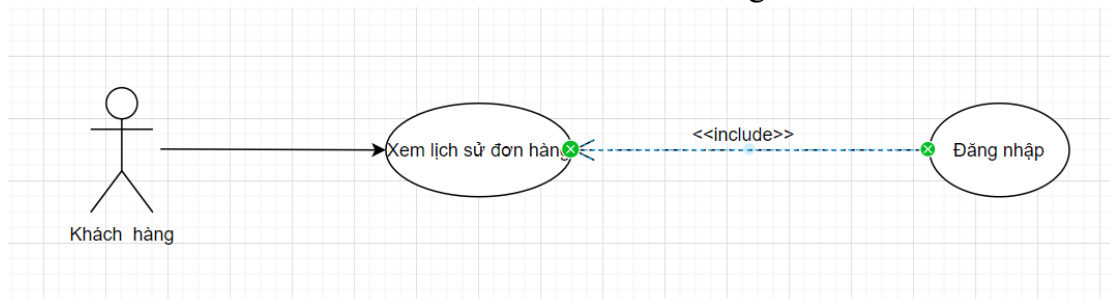 Xem lịch sử đơn hàng
<<include>>
Đăng nhập
Khách hàng